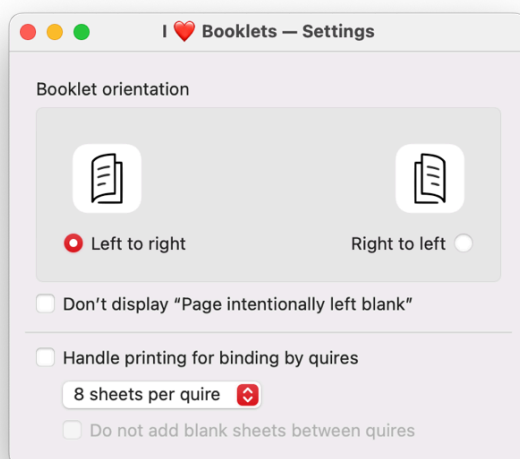 I ❤️ Booklets — Settings
Booklet orientation
Left to right
Right to left
Don’t display “Page intentionally left blank”
Handle printing for binding by quires
8 sheets per quire
Do not add blank sheets between quires